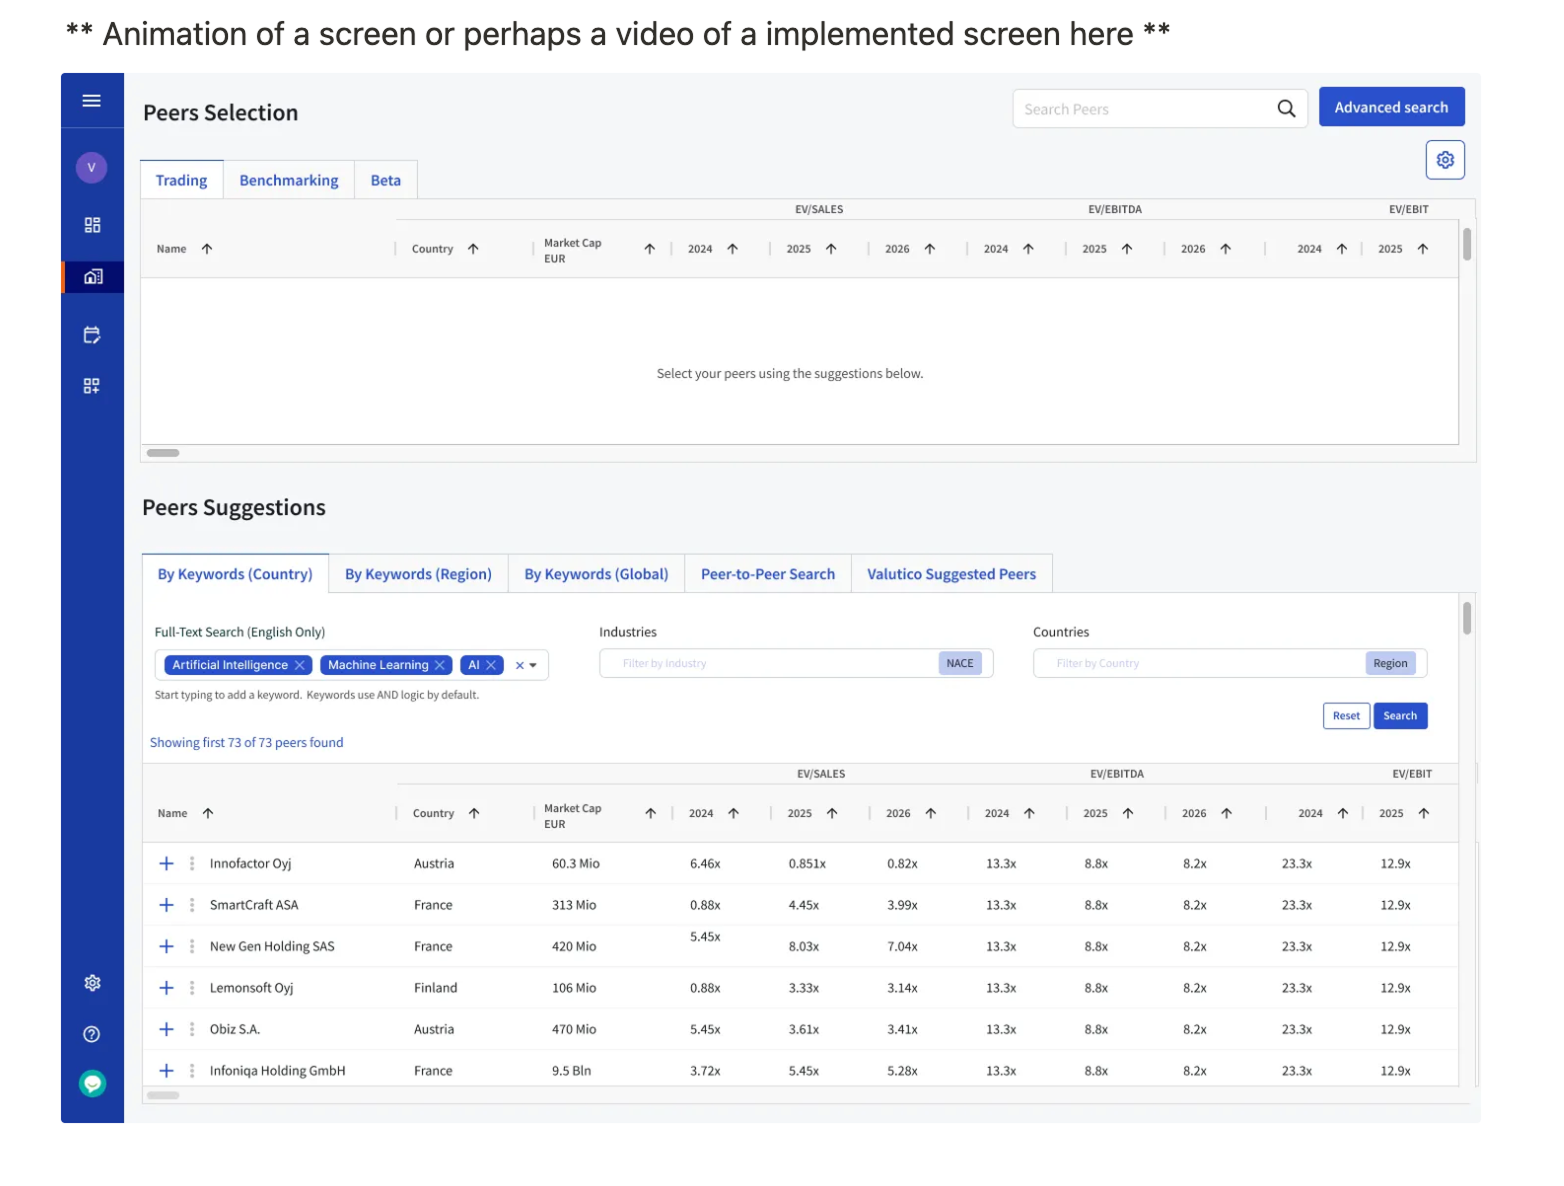 ** Animation of a screen or perhaps a video of a implemented screen here **
Peers Selection
Search Peers
Advanced search
V
Trading Benchmarking Beta
EV/SALES EV/EBITDA EV/EBIT
Name Country Market Cap EUR 2024 2025 2026 2024 2025 2026 2024 2025
Select your peers using the suggestions below.
Peers Suggestions
By Keywords (Country) By Keywords (Region) By Keywords (Global) Peer-to-Peer Search Valutico Suggested Peers
Full-Text Search (English Only) Industries Countries
Artificial Intelligence Machine Learning AI Filter by Industry NACE Filter by Country Region
Start typing to add a keyword. Keywords use AND logic by default.
Reset Search
Showing first 73 of 73 peers found
EV/SALES EV/EBITDA EV/EBIT
Name Country Market Cap EUR 2024 2025 2026 2024 2025 2026 2024 2025
Innofactor Oyj Austria 60.3 Mio 6.46x 0.851x 0.82x 13.3x 8.8x 8.2x 23.3x 12.9x
SmartCraft ASA France 313 Mio 0.88x 4.45x 3.99x 13.3x 8.8x 8.2x 23.3x 12.9x
New Gen Holding SAS France 420 Mio 5.45x 8.03x 7.04x 13.3x 8.8x 8.2x 23.3x 12.9x
Lemonsoft Oyj Finland 106 Mio 0.88x 3.33x 3.14x 13.3x 8.8x 8.2x 23.3x 12.9x
Obiz S.A. Austria 470 Mio 5.45x 3.61x 3.41x 13.3x 8.8x 8.2x 23.3x 12.9x
Infoniqa Holding GmbH France 9.5 Bln 3.72x 5.45x 5.28x 13.3x 8.8x 8.2x 23.3x 12.9x